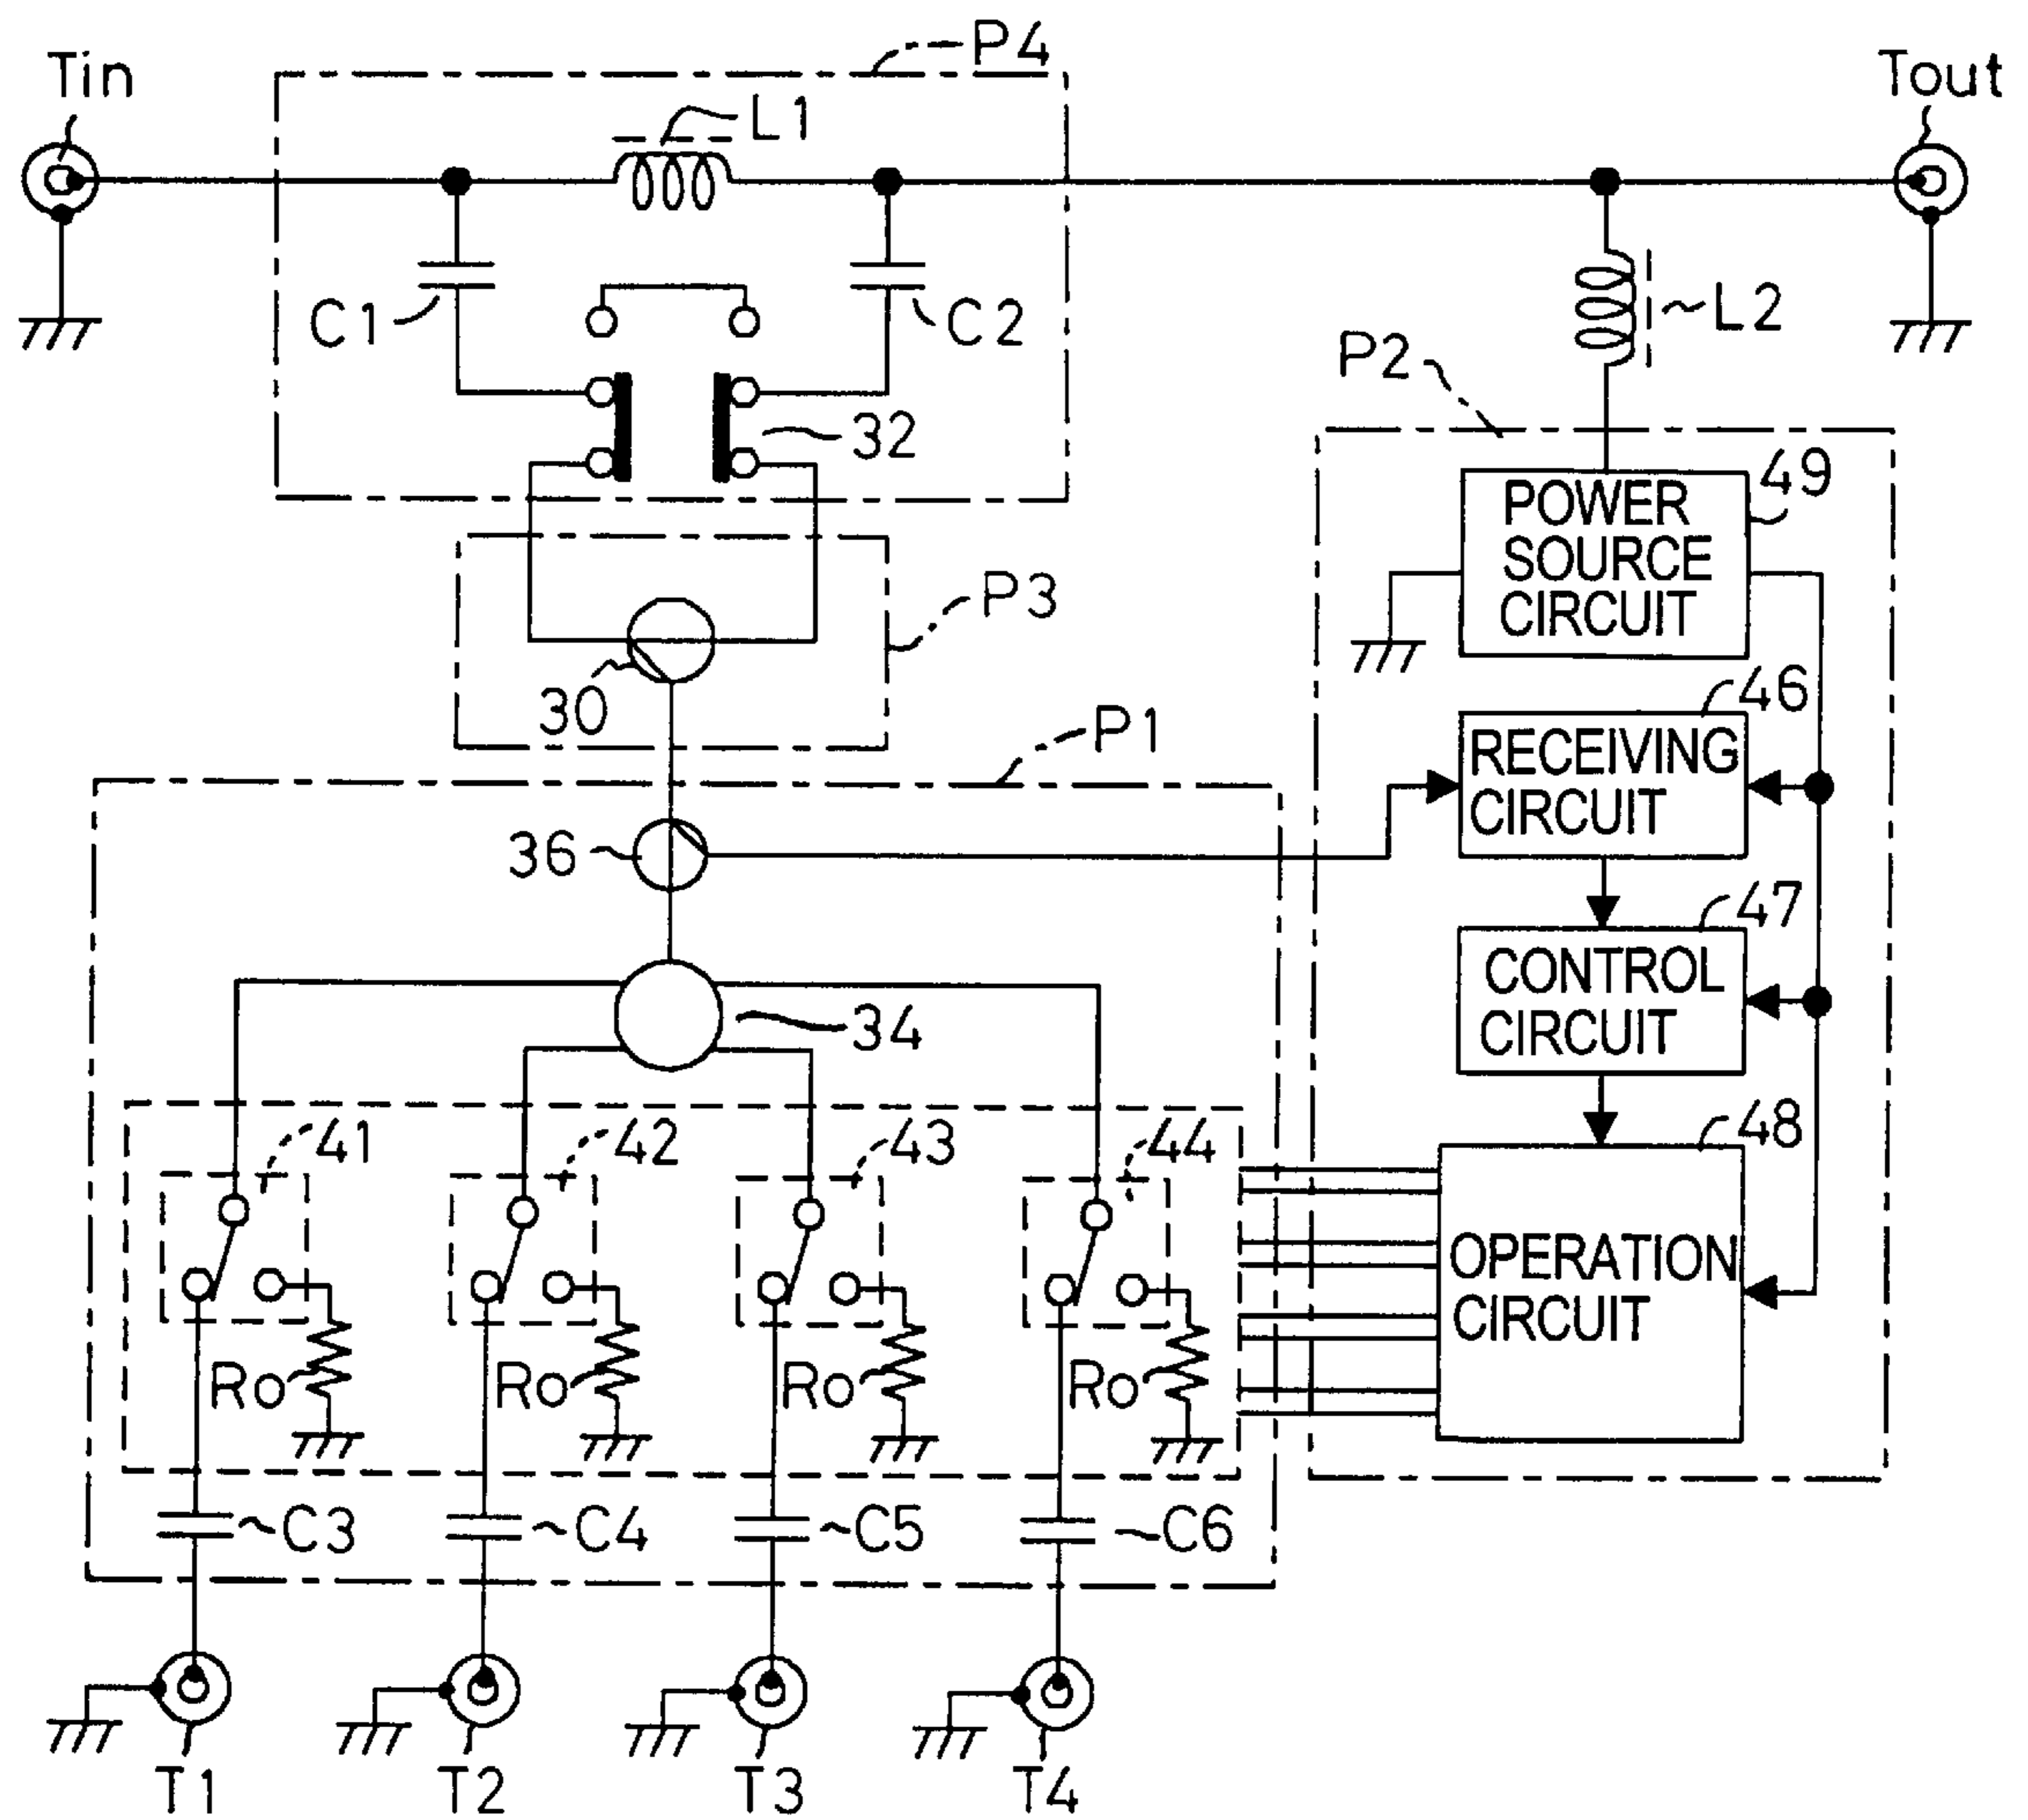 P4
Tin
Tout
L1
C1
C2
L2
P2
32
49
POWER
SOURCE
CIRCUIT
P3
30
46
P1
RECEIVING
CIRCUIT
36
47
CONTROL
CIRCUIT
34
48
41
42
43
44
OPERATION
CIRCUIT
Ro
Ro
Ro
Ro
C3
C4
C5
C6
T1
T2
T3
T4